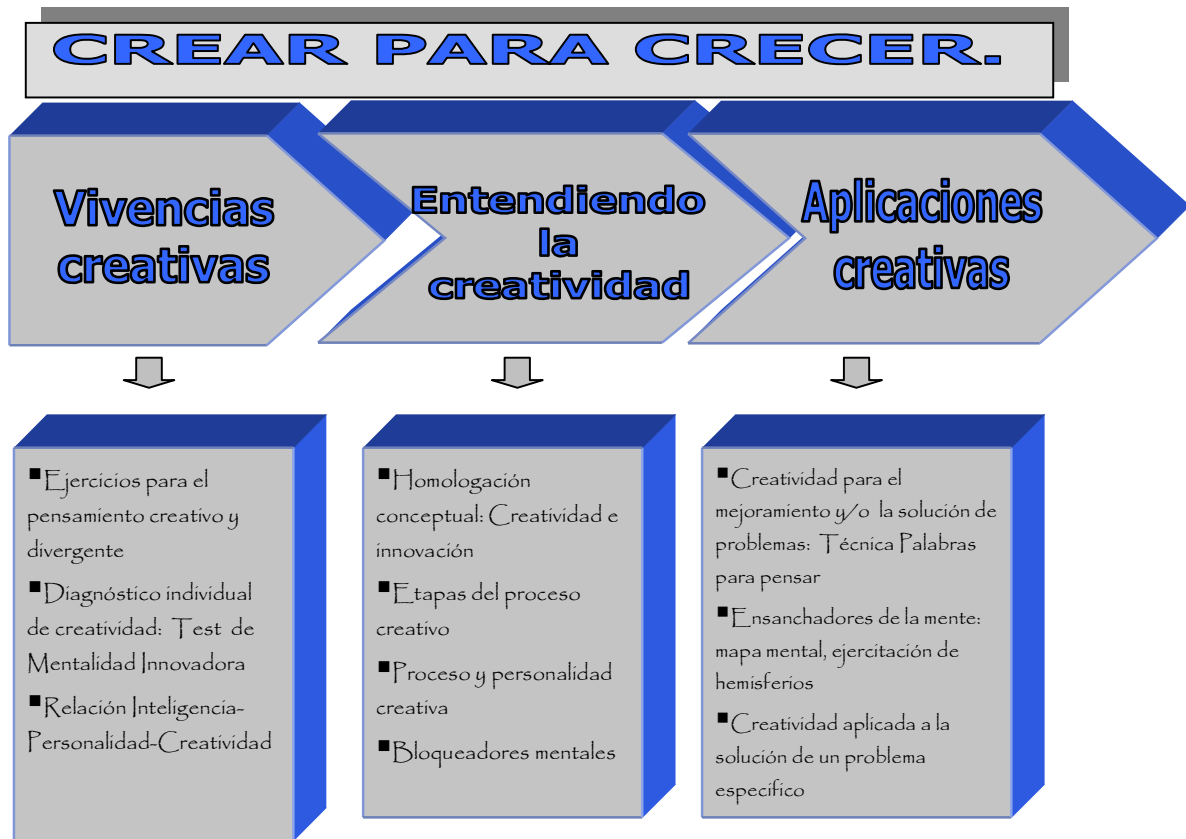 CREAR PARA CRECER.
Vivencias
creativas
Entendiendo
la
creatividad
Aplicaciones
creativas
▪Ejercicios para el
pensamiento creativo y
divergente
▪Diagnóstico individual
de creatividad: Test de
Mentalidad Innovadora
▪Relación Inteligencia-
Personalidad-Creatividad
▪Homologación
conceptual: Creatividad e
innovación
▪Etapas del proceso
creativo
▪Proceso y personalidad
creativa
▪Bloqueadores mentales
▪Creatividad para el
mejoramiento y/o la solución de
problemas: Técnica Palabras
para pensar
▪Ensanchadores de la mente:
mapa mental, ejercitación de
hemisferios
▪Creatividad aplicada a la
solución de un problema
específico